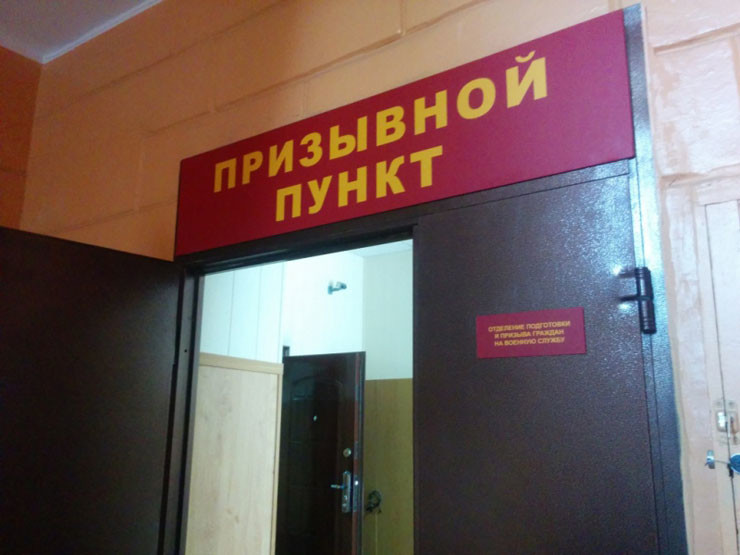 ПРИЗЫВНОЙ
ПУНКТ
ОТДЕЛЕНИЕ ПОДГОТОВКИ
И ПРИЗЫВА ГРАЖДАН
НА ВОЕННУЮ СЛУЖБУ